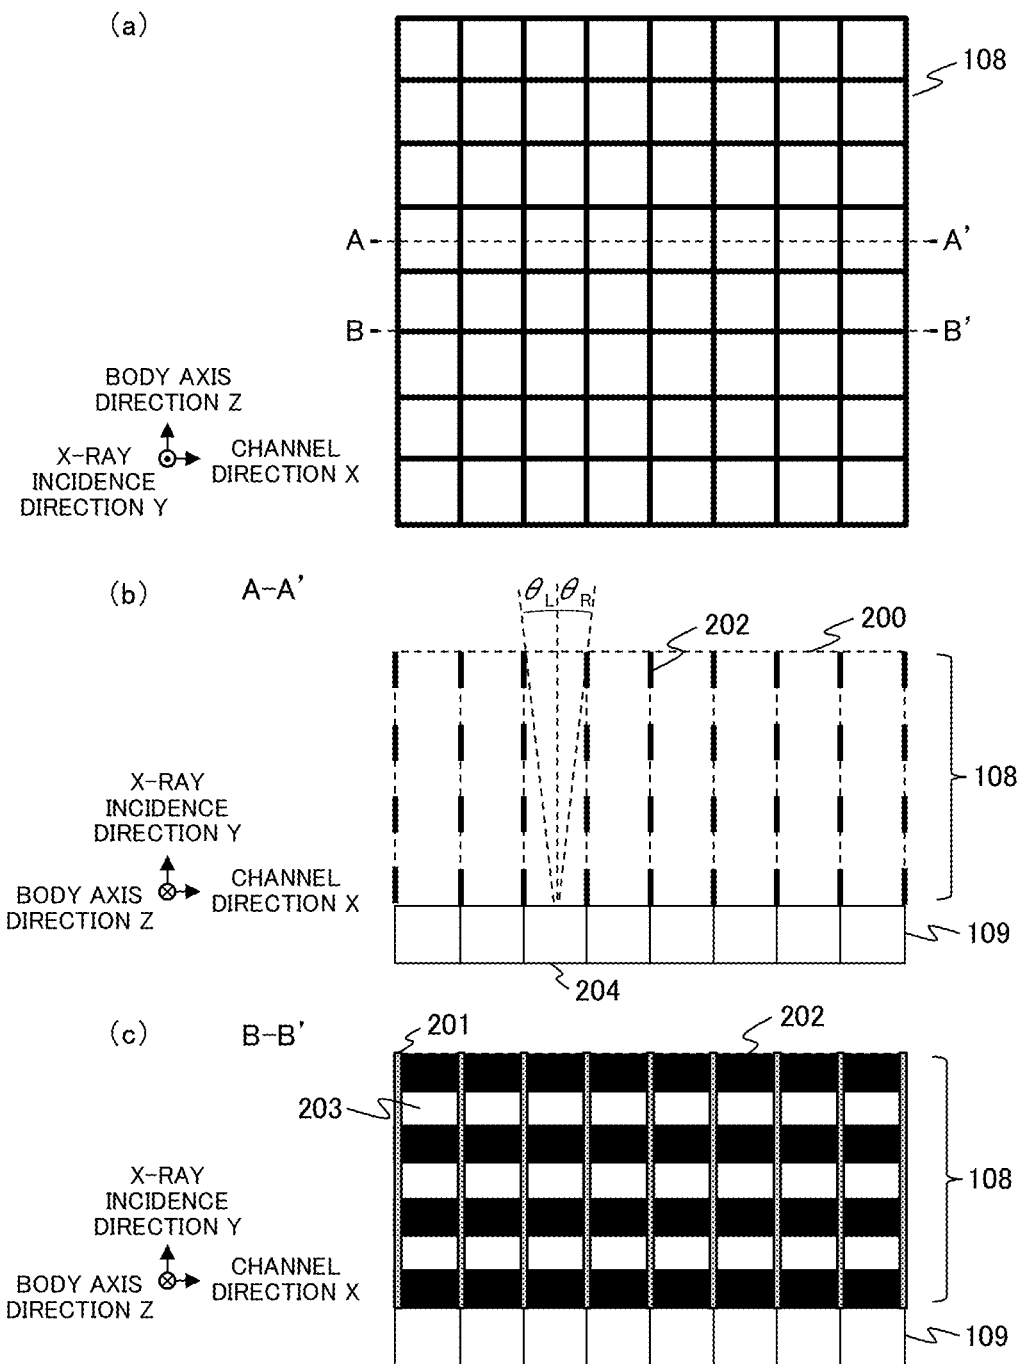 (a)
108
A
A'
B
B'
BODY AXIS
DIRECTION Z
X-RAY
INCIDENCE
DIRECTION Y
CHANNEL
DIRECTION X
(b)
A-A'
θL
θR
202
200
108
X-RAY
INCIDENCE
DIRECTION Y
BODY AXIS
DIRECTION Z
CHANNEL
DIRECTION X
109
204
(c)
B-B'
201
202
203
108
X-RAY
INCIDENCE
DIRECTION Y
BODY AXIS
DIRECTION Z
CHANNEL
DIRECTION X
109